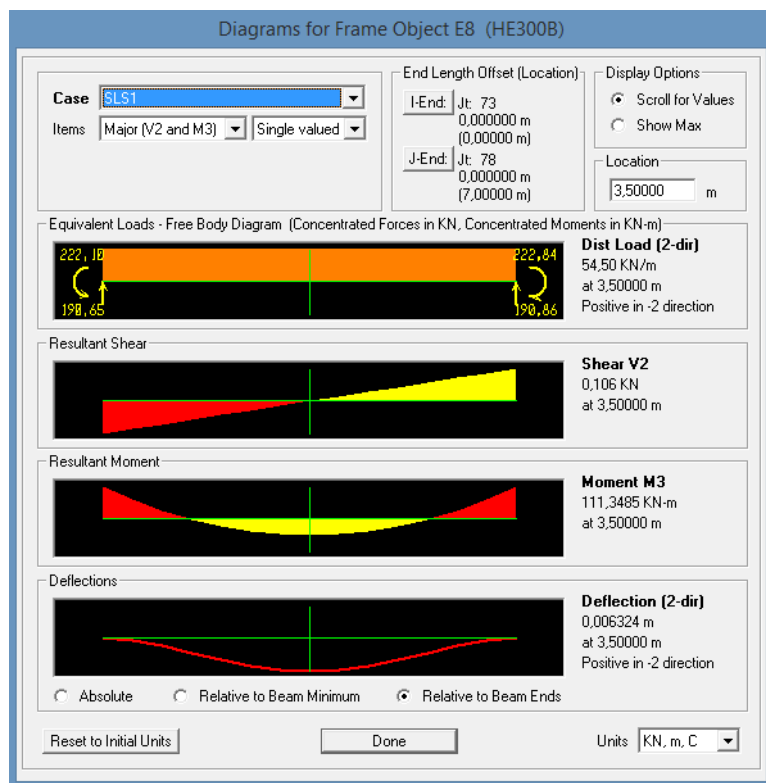 Diagrams for Frame Object E8 (HE300B)
Case SLS1
Items Major (V2 and M3) Single valued
End Length Offset (Location)
I-End: Jt: 73
0,000000 m
(0,00000 m)
J-End: Jt: 78
0,000000 m
(7,00000 m)
Display Options
Scroll for Values
Show Max
Location
3,50000 m
Equivalent Loads - Free Body Diagram (Concentrated Forces in KN, Concentrated Moments in KN-m)
222,10 222,84
190,65 190,86
Dist Load (2-dir)
54,50 KN/m
at 3,50000 m
Positive in -2 direction
Resultant Shear
Shear V2
0,106 KN
at 3,50000 m
Resultant Moment
Moment M3
111,3485 KN-m
at 3,50000 m
Deflections
Deflection (2-dir)
0,006324 m
at 3,50000 m
Positive in -2 direction
Absolute Relative to Beam Minimum Relative to Beam Ends
Reset to Initial Units Done Units KN, m, C